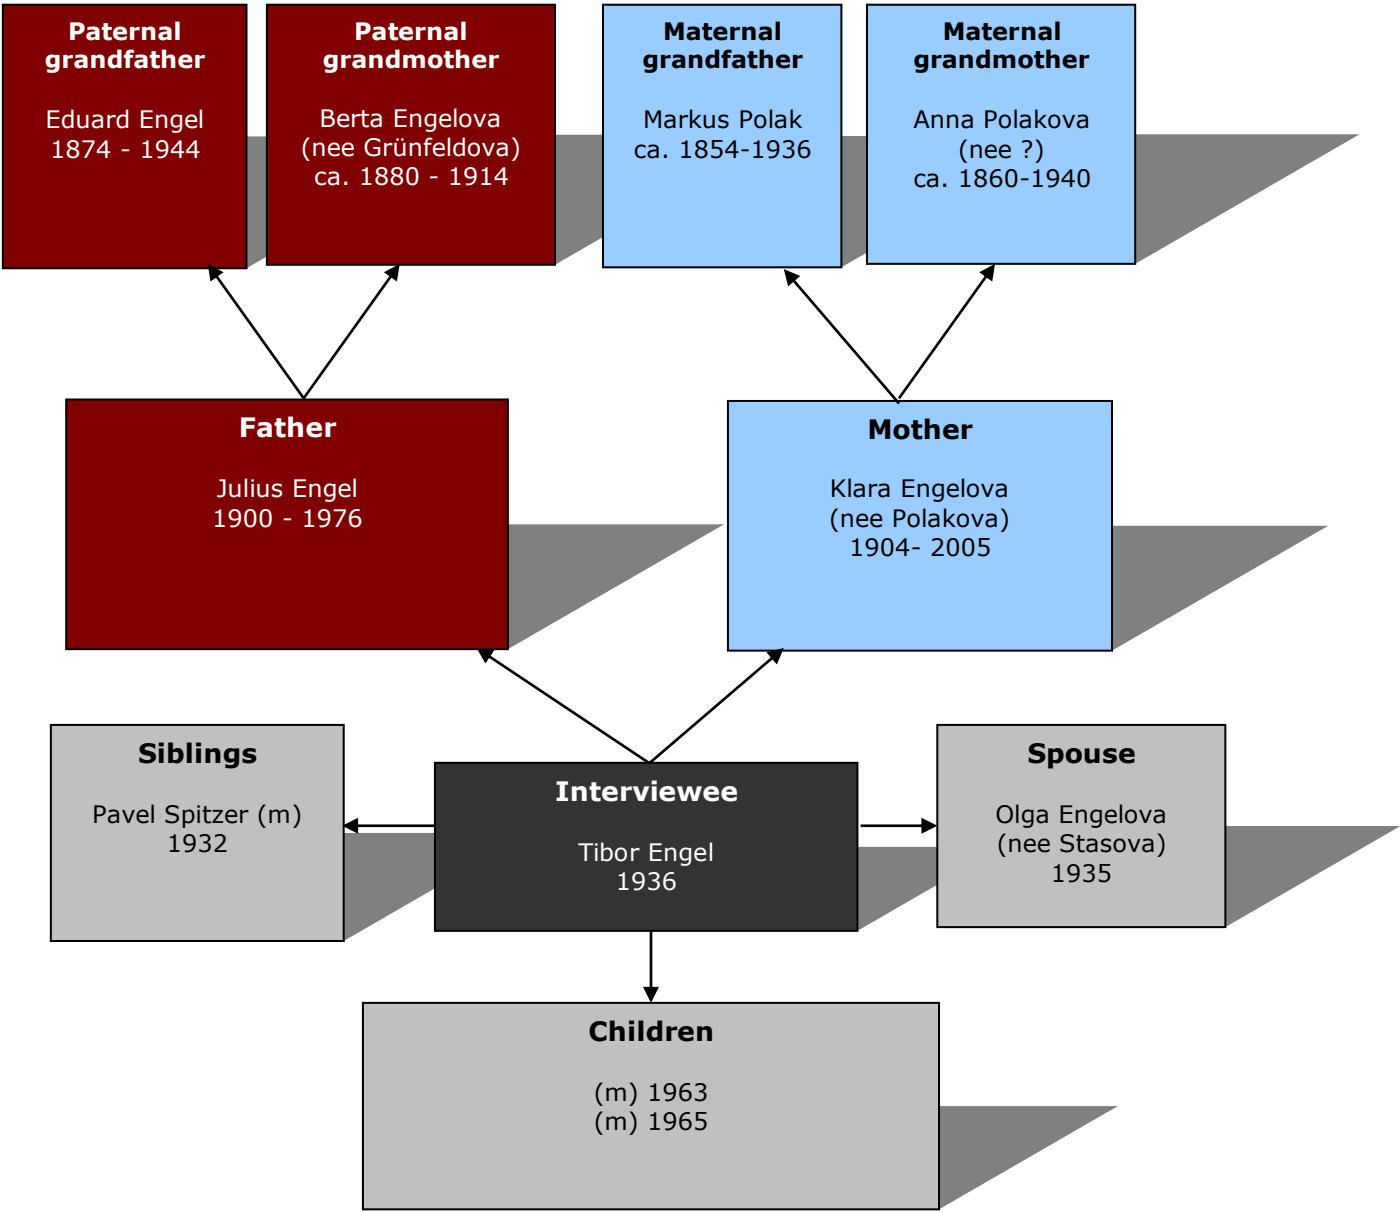 Paternal
grandfather
Eduard Engel
1874 - 1944
Paternal
grandmother
Berta Engelova
(nee Grünfeldova)
ca. 1880 - 1914
Maternal
grandfather
Markus Polak
ca. 1854-1936
Maternal
grandmother
Anna Polakova
(nee ?)
ca. 1860-1940
Father
Julius Engel
1900 - 1976
Mother
Klara Engelova
(nee Polakova)
1904- 2005
Siblings
Pavel Spitzer (m)
1932
Interviewee
Tibor Engel
1936
Spouse
Olga Engelova
(nee Stasova)
1935
Children
(m) 1963
(m) 1965